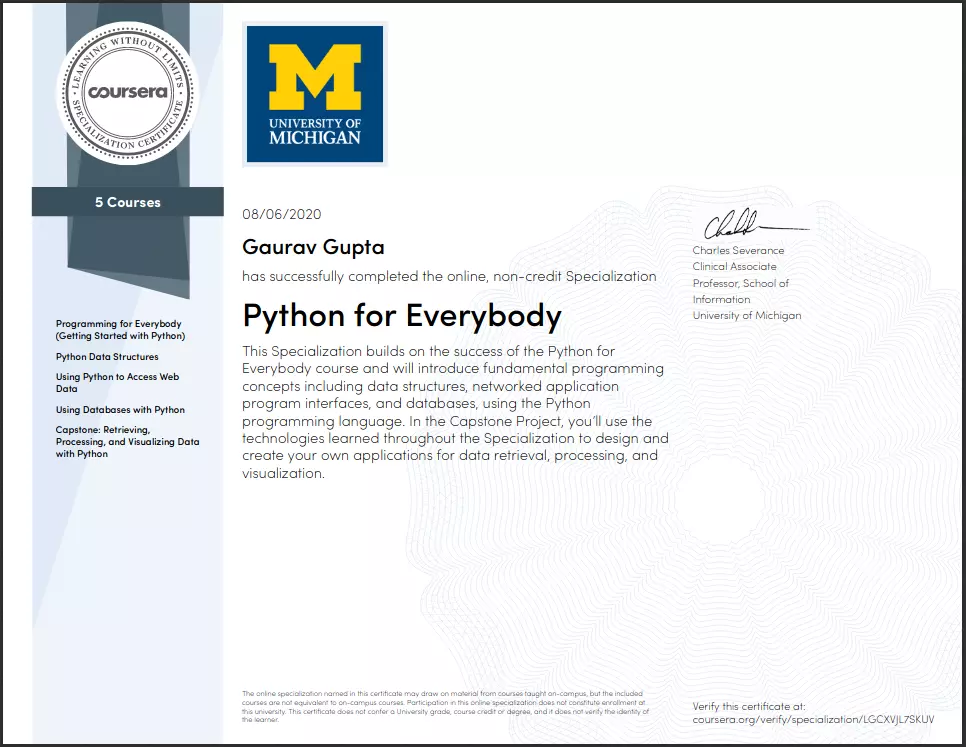 LEARNING WITHOUT LIMITS
coursera
SPECIALIZATION CERTIFICATE
UNIVERSITY OF
MICHIGAN
5 Courses
Programming for Everybody
(Getting Started with Python)
Python Data Structures
Using Python to Access Web
Data
Using Databases with Python
Capstone: Retrieving,
Processing, and Visualizing Data
with Python
08/06/2020
Gaurav Gupta
has successfully completed the online, non-credit Specialization
Python for Everybody
This Specialization builds on the success of the Python for
Everybody course and will introduce fundamental programming
concepts including data structures, networked application
program interfaces, and databases, using the Python
programming language. In the Capstone Project, you'll use the
technologies learned throughout the Specialization to design and
create your own applications for data retrieval, processing, and
visualization.
Charles Severance
Clinical Associate
Professor, School of
Information
University of Michigan
The online specialization named in this certificate may draw on material from courses taught on-campus, but the included
courses are not equivalent to on-campus courses. Participation in this online specialization does not constitute enrollment at
this university. This certificate does not confer a University grade, course credit or degree, and it does not verify the identity of
the learner.
Verify this certificate at:
coursera.org/verify/specialization/LGCXVJL7SKUV